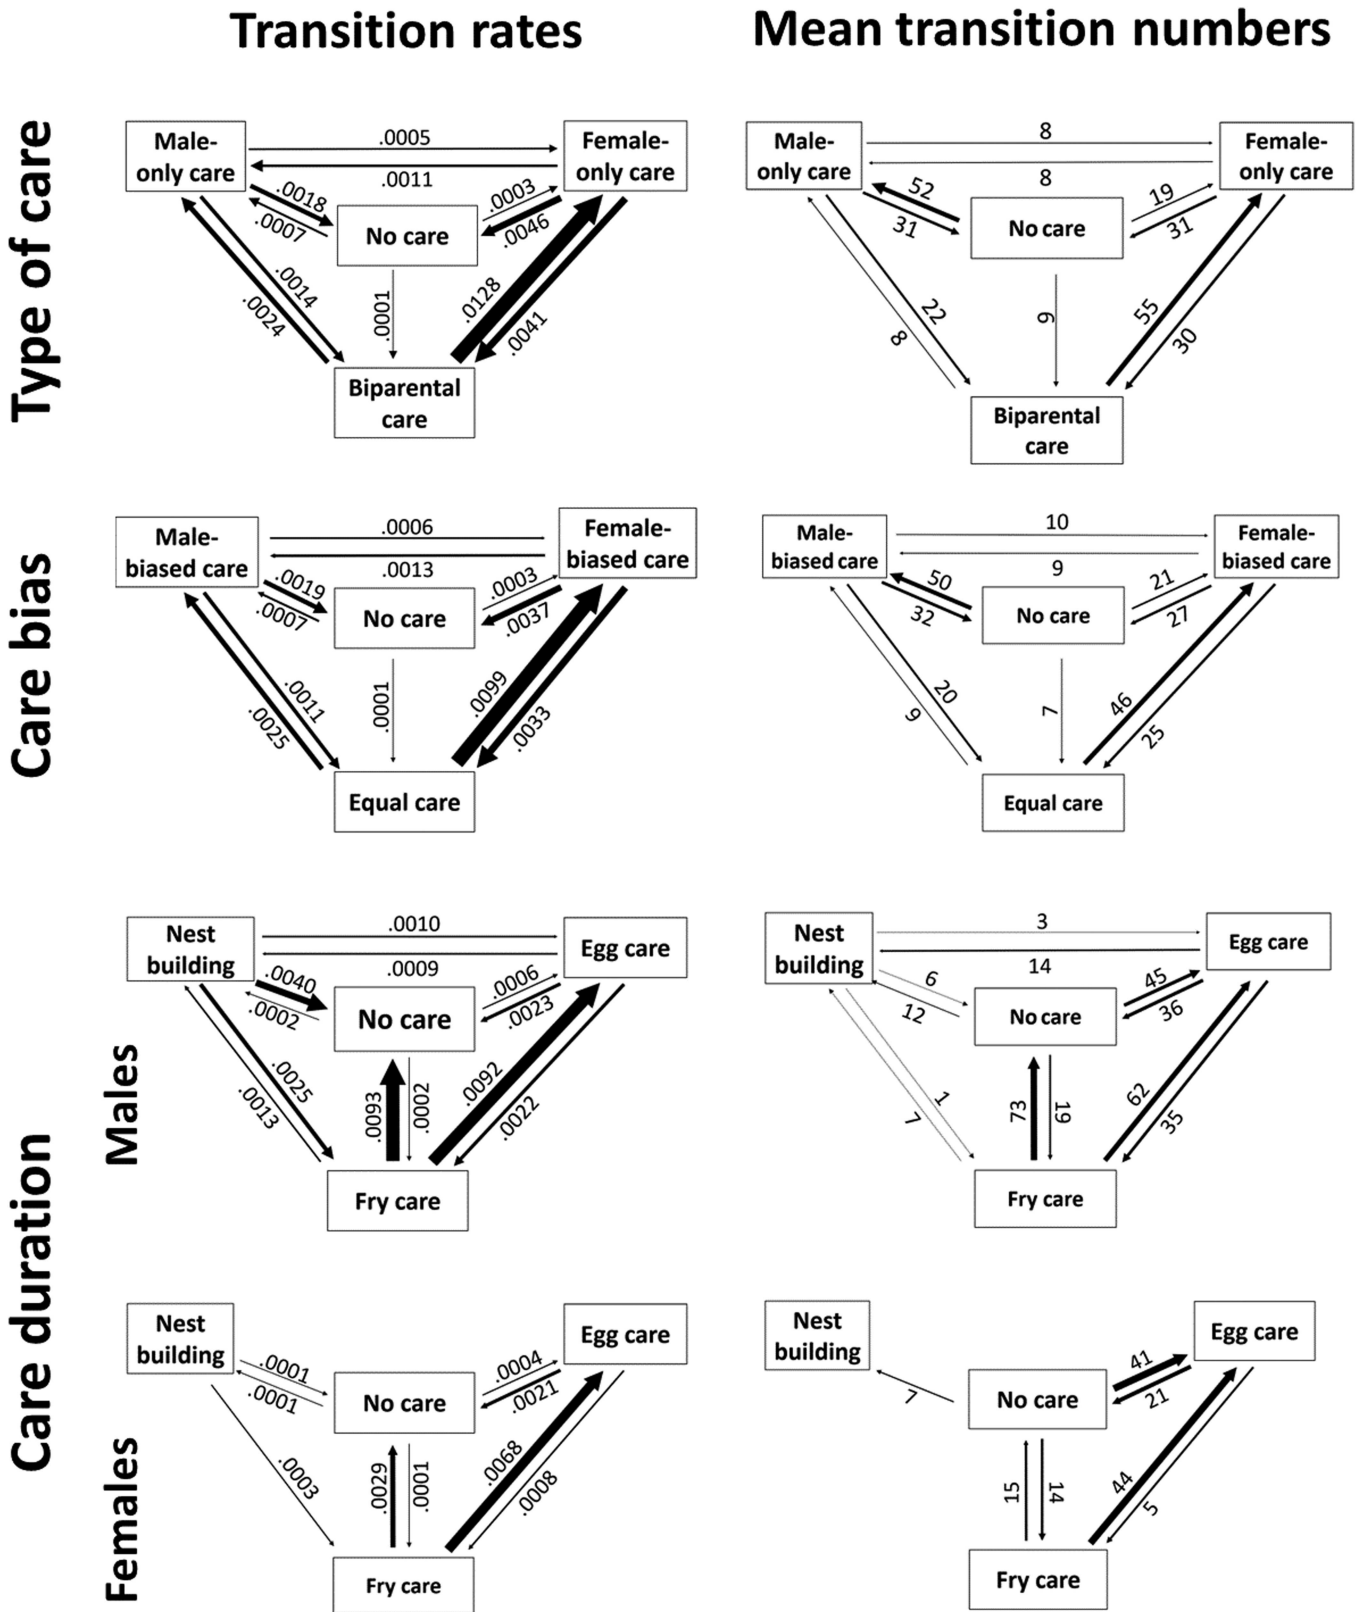 Transition rates
Mean transition numbers
Type of care
Male-
only care
Female-
only care
.0005
.0011
.0018
.0007
.0003
.0046
No care
.0014
.0024
.0001
.0128
.0041
Biparental
care
Male-
only care
Female-
only care
8
8
52
31
19
31
No care
22
8
9
55
30
Biparental
care
Care bias
Male-
biased care
Female-
biased care
.0006
.0013
.0019
.0007
.0003
.0037
No care
.0011
.0025
.0001
.0099
.0033
Equal care
Male-
biased care
Female-
biased care
10
9
50
32
21
27
No care
20
9
7
46
25
Equal care
Care duration
Males
Nest
building
Egg care
.0010
.0009
.0040
.0002
.0006
.0023
No care
.0025
.0013
.0093
.0002
.0092
.0022
Fry care
Nest
building
Egg care
3
14
6
12
45
36
No care
1
7
73
19
62
35
Fry care
Females
Nest
building
Egg care
.0001
.0001
.0004
.0021
No care
.0003
.0029
.0001
.0068
.0008
Fry care
Nest
building
Egg care
7
41
21
No care
15
14
44
5
Fry care